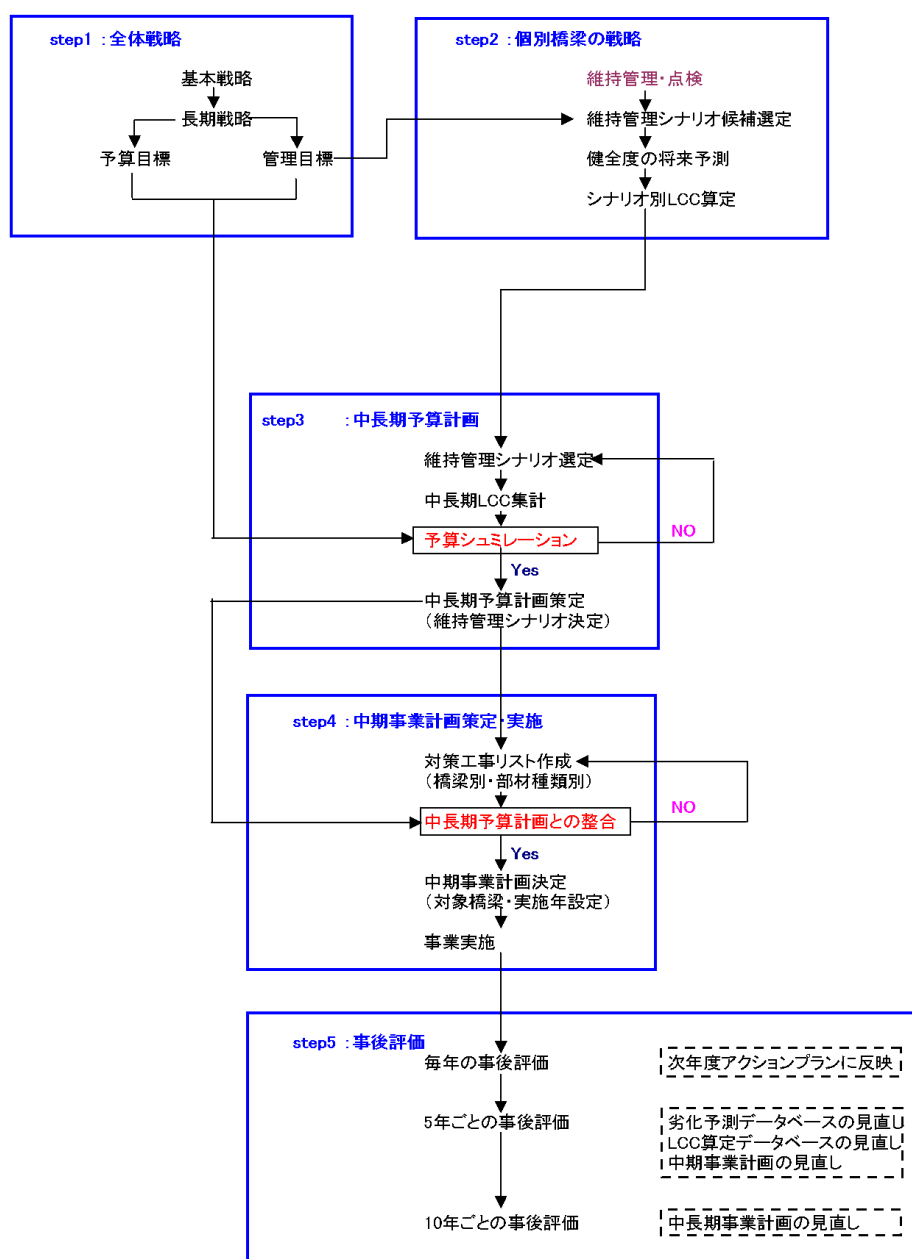 step1：全体戦略
基本戦略
長期戦略
予算目標
管理目標
step2：個別橋梁の戦略
維持管理・点検
維持管理シナリオ候補選定
健全度の将来予測
シナリオ別LCC算定
step3　　：中長期予算計画
維持管理シナリオ選定
中長期LCC集計
予算シュミレーション
NO
Yes
中長期予算計画策定
（維持管理シナリオ決定）
step4：中期事業計画策定・実施
対策工事リスト作成
（橋梁別・部材種類別）
NO
中長期予算計画との整合
Yes
中期事業計画決定
（対象橋梁・実施年設定）
事業実施
step5：事後評価
毎年の事後評価
次年度アクションプランに反映
5年ごとの事後評価
劣化予測データベースの見直し
LCC算定データベースの見直し
中期事業計画の見直し
10年ごとの事後評価
中長期事業計画の見直し